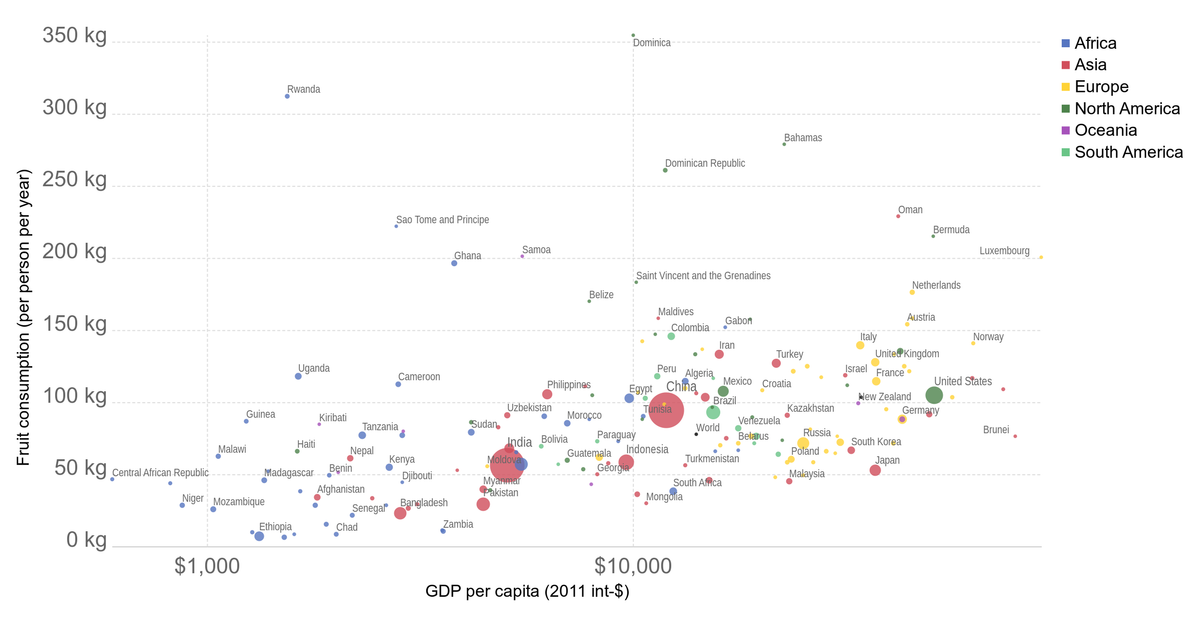 350 kg
Dominica
Africa
Asia
Europe
North America
Oceania
South America
Rwanda
300 kg
Bahamas
Dominican Republic
250 kg
Oman
Sao Tome and Principe
Bermuda
Samoa
Ghana
Luxembourg
200 kg
Saint Vincent and the Grenadines
Netherlands
Belize
Maldives
Gabon
Austria
Colombia
150 kg
Italy
Norway
Iran
Turkey
United Kingdom
Uganda
Cameroon
Peru
Algeria
Israel
France
Philippines
Egypt
China
Mexico
Croatia
United States
100 kg
Brazil
New Zealand
Guinea
Kiribati
Uzbekistan
Morocco
Tunisia
Kazakhstan
Germany
Tanzania
Sudan
World
Venezuela
Brunei
Haiti
India
Bolivia
Paraguay
Belarus
Russia
South Korea
Malawi
Nepal
Kenya
Moldova
Guatemala
Georgia
Indonesia
Turkmenistan
Poland
Japan
Central African Republic
Madagascar
Benin
Djibouti
Myanmar
South Africa
Malaysia
50 kg
Niger
Mozambique
Afghanistan
Senegal
Bangladesh
Pakistan
Mongolia
Ethiopia
Chad
Zambia
0 kg
$1,000
$10,000
GDP per capita (2011 int-$)
Fruit consumption (per person per year)